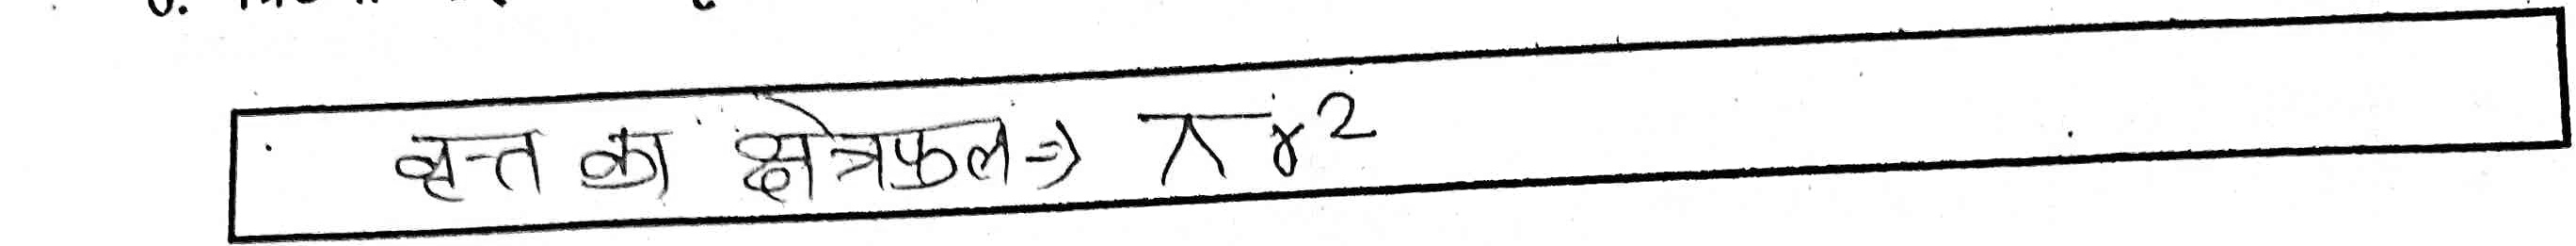 वृत्त का क्षेत्रफल => πr²